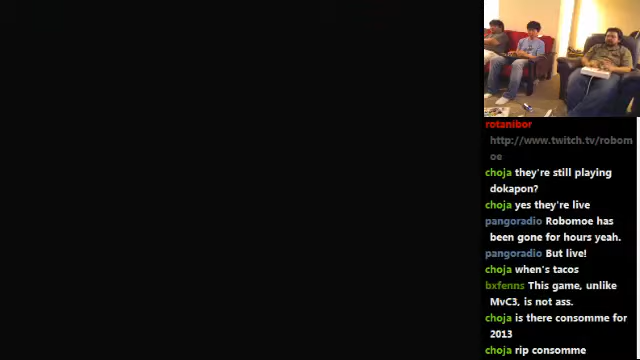 rotanibor
http://www.twitch.tv/robom
oe
choja they're still playing
dokapon?
choja yes they're live
pangoradio Robomoe has
been gone for hours yeah.
pangoradio But live!
choja when's tacos
bxfenns This game, unlike
MvC3, is not ass.
choja is there consomme for
2013
choja rip consomme